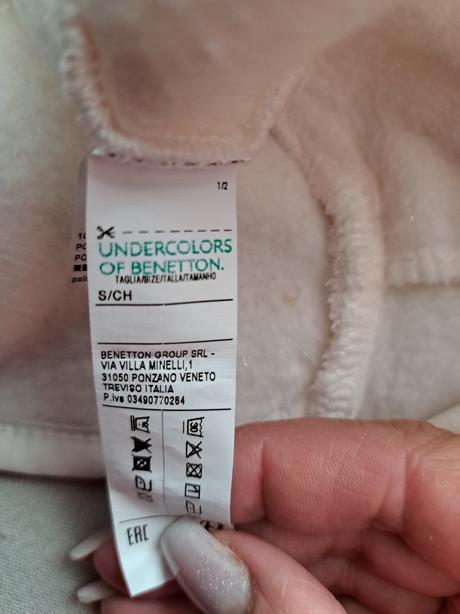 1/2
UNDERCOLORS
OF BENETTON.
TAGLIA/SIZE/TALLA/TAMANHO
S/CH
BENETTON GROUP SRL -
VIA VILLA MINELLI,1
31050 PONZANO VENETO
TREVISO ITALIA
P.iva 03490770264
30
EAC